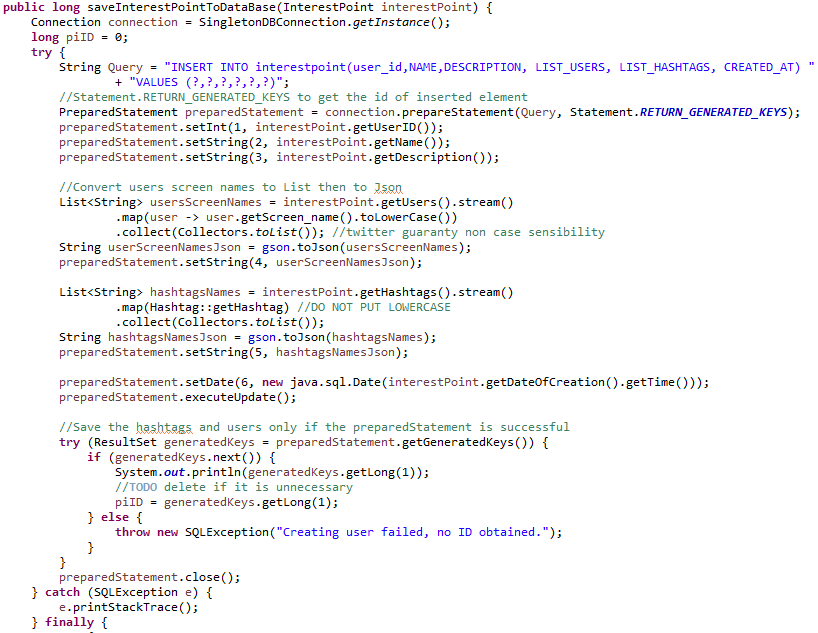 public long saveInterestPointToDataBase(InterestPoint interestPoint) {
    Connection connection = SingletonDBConnection.getInstance();
    long piID = 0;
    try {
        String Query = "INSERT INTO interestpoint(user_id,NAME,DESCRIPTION, LIST_USERS, LIST_HASHTAGS, CREATED_AT) "
                + "VALUES (?,?,?,?,?,?)";
        //Statement.RETURN_GENERATED_KEYS to get the id of inserted element
        PreparedStatement preparedStatement = connection.prepareStatement(Query, Statement.RETURN_GENERATED_KEYS);
        preparedStatement.setInt(1, interestPoint.getUserID());
        preparedStatement.setString(2, interestPoint.getName());
        preparedStatement.setString(3, interestPoint.getDescription());

        //Convert users screen names to List then to Json
        List<String> usersScreenNames = interestPoint.getUsers().stream()
                .map(user -> user.getScreen_name().toLowerCase())
                .collect(Collectors.toList()); //twitter guaranty non case sensibility
        String userScreenNamesJson = gson.toJson(usersScreenNames);
        preparedStatement.setString(4, userScreenNamesJson);

        List<String> hashtagsNames = interestPoint.getHashtags().stream()
                .map(Hashtag::getHashtag) //DO NOT PUT LOWERCASE
                .collect(Collectors.toList());
        String hashtagsNamesJson = gson.toJson(hashtagsNames);
        preparedStatement.setString(5, hashtagsNamesJson);

        preparedStatement.setDate(6, new java.sql.Date(interestPoint.getDateOfCreation().getTime()));
        preparedStatement.executeUpdate();

        //Save the hashtags and users only if the preparedStatement is successful
        try (ResultSet generatedKeys = preparedStatement.getGeneratedKeys()) {
            if (generatedKeys.next()) {
                System.out.println(generatedKeys.getLong(1));
                //TODO delete if it is unnecessary
                piID = generatedKeys.getLong(1);
            } else {
                throw new SQLException("Creating user failed, no ID obtained.");
            }
        }
        preparedStatement.close();
    } catch (SQLException e) {
        e.printStackTrace();
    } finally {